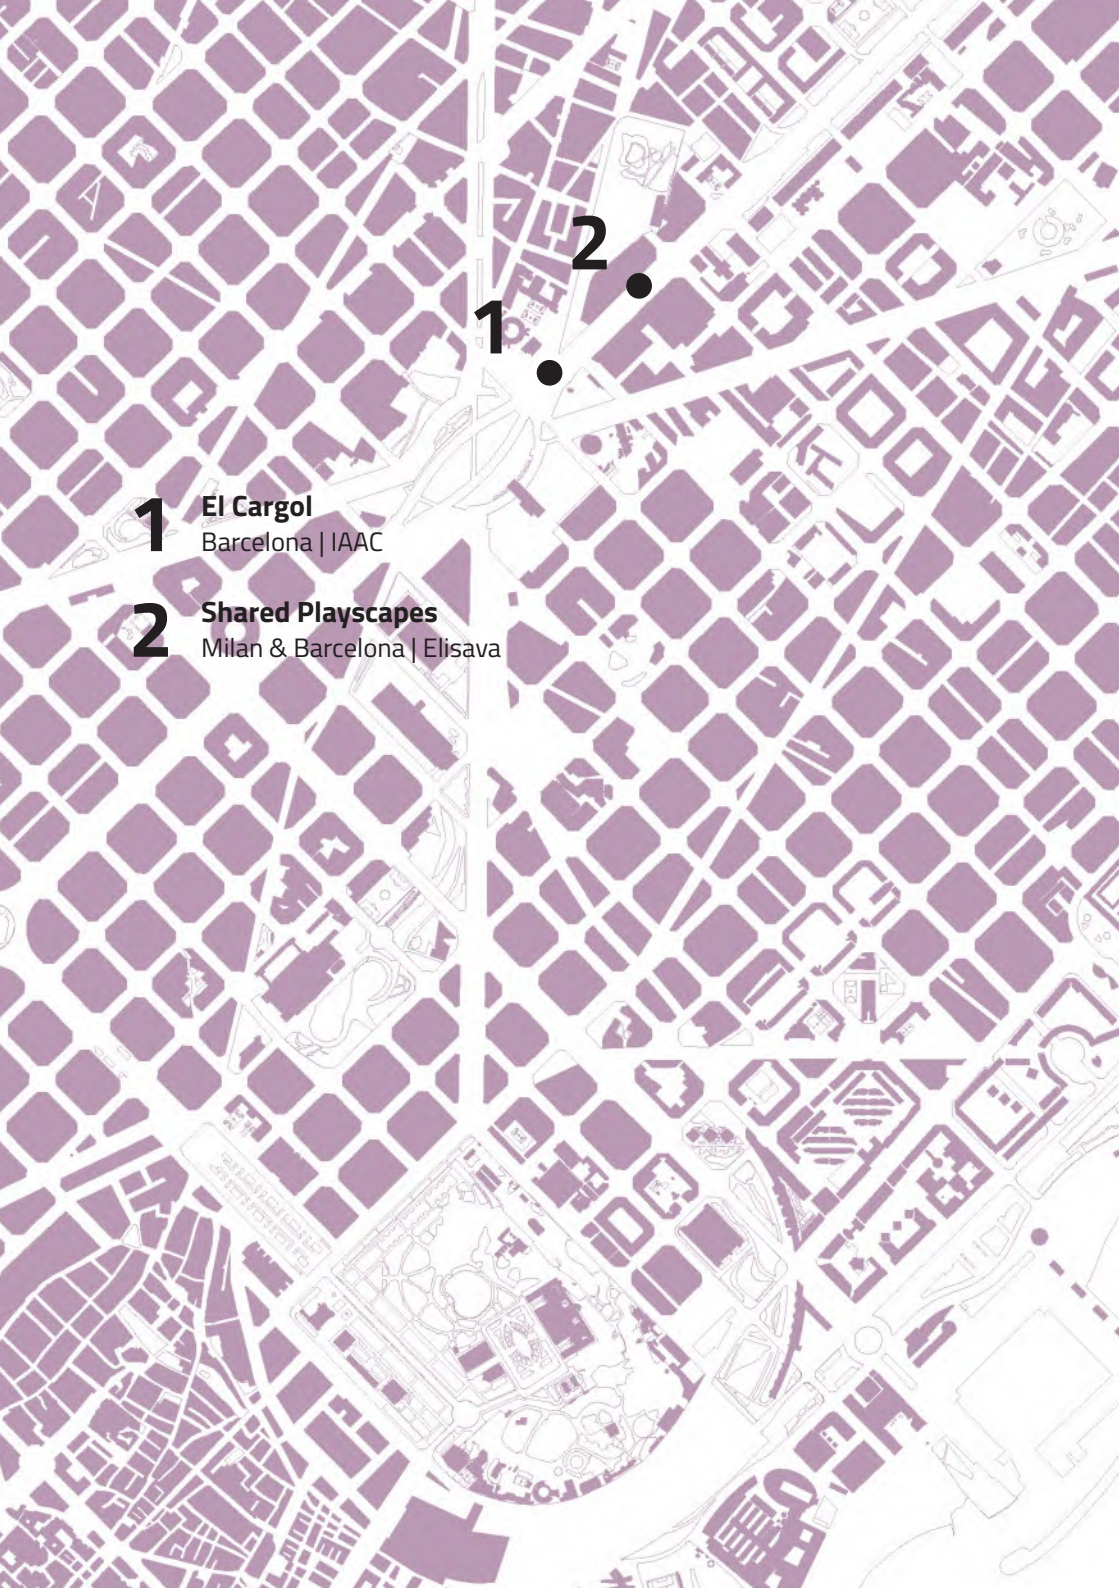 2
1
1
El Cargol
Barcelona | IAAC
2
Shared Playscapes
Milan & Barcelona | Elisava